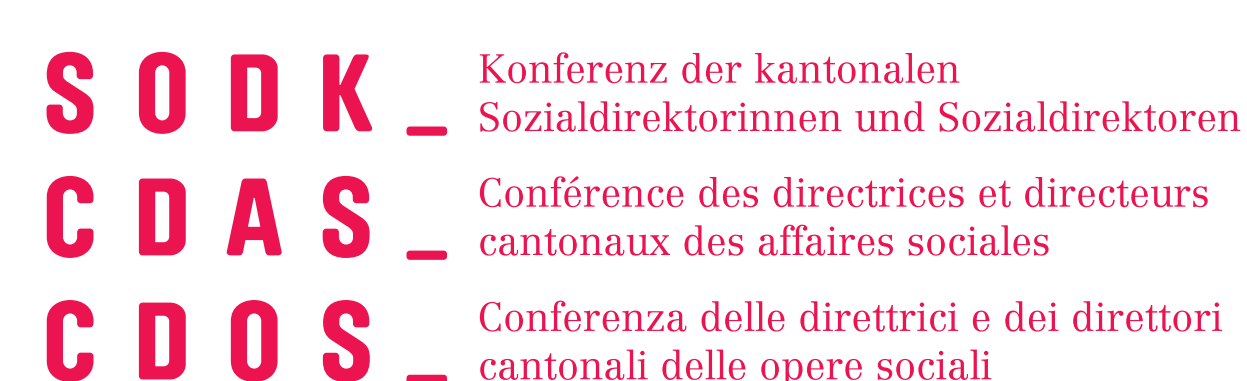 SODK_ Konferenz der kantonalen
Sozialdirektorinnen und Sozialdirektoren
CDAS_ Conférence des directrices et directeurs
cantonaux des affaires sociales
CDOS_ Conferenza delle direttrici e dei direttori
cantonali delle opere sociali